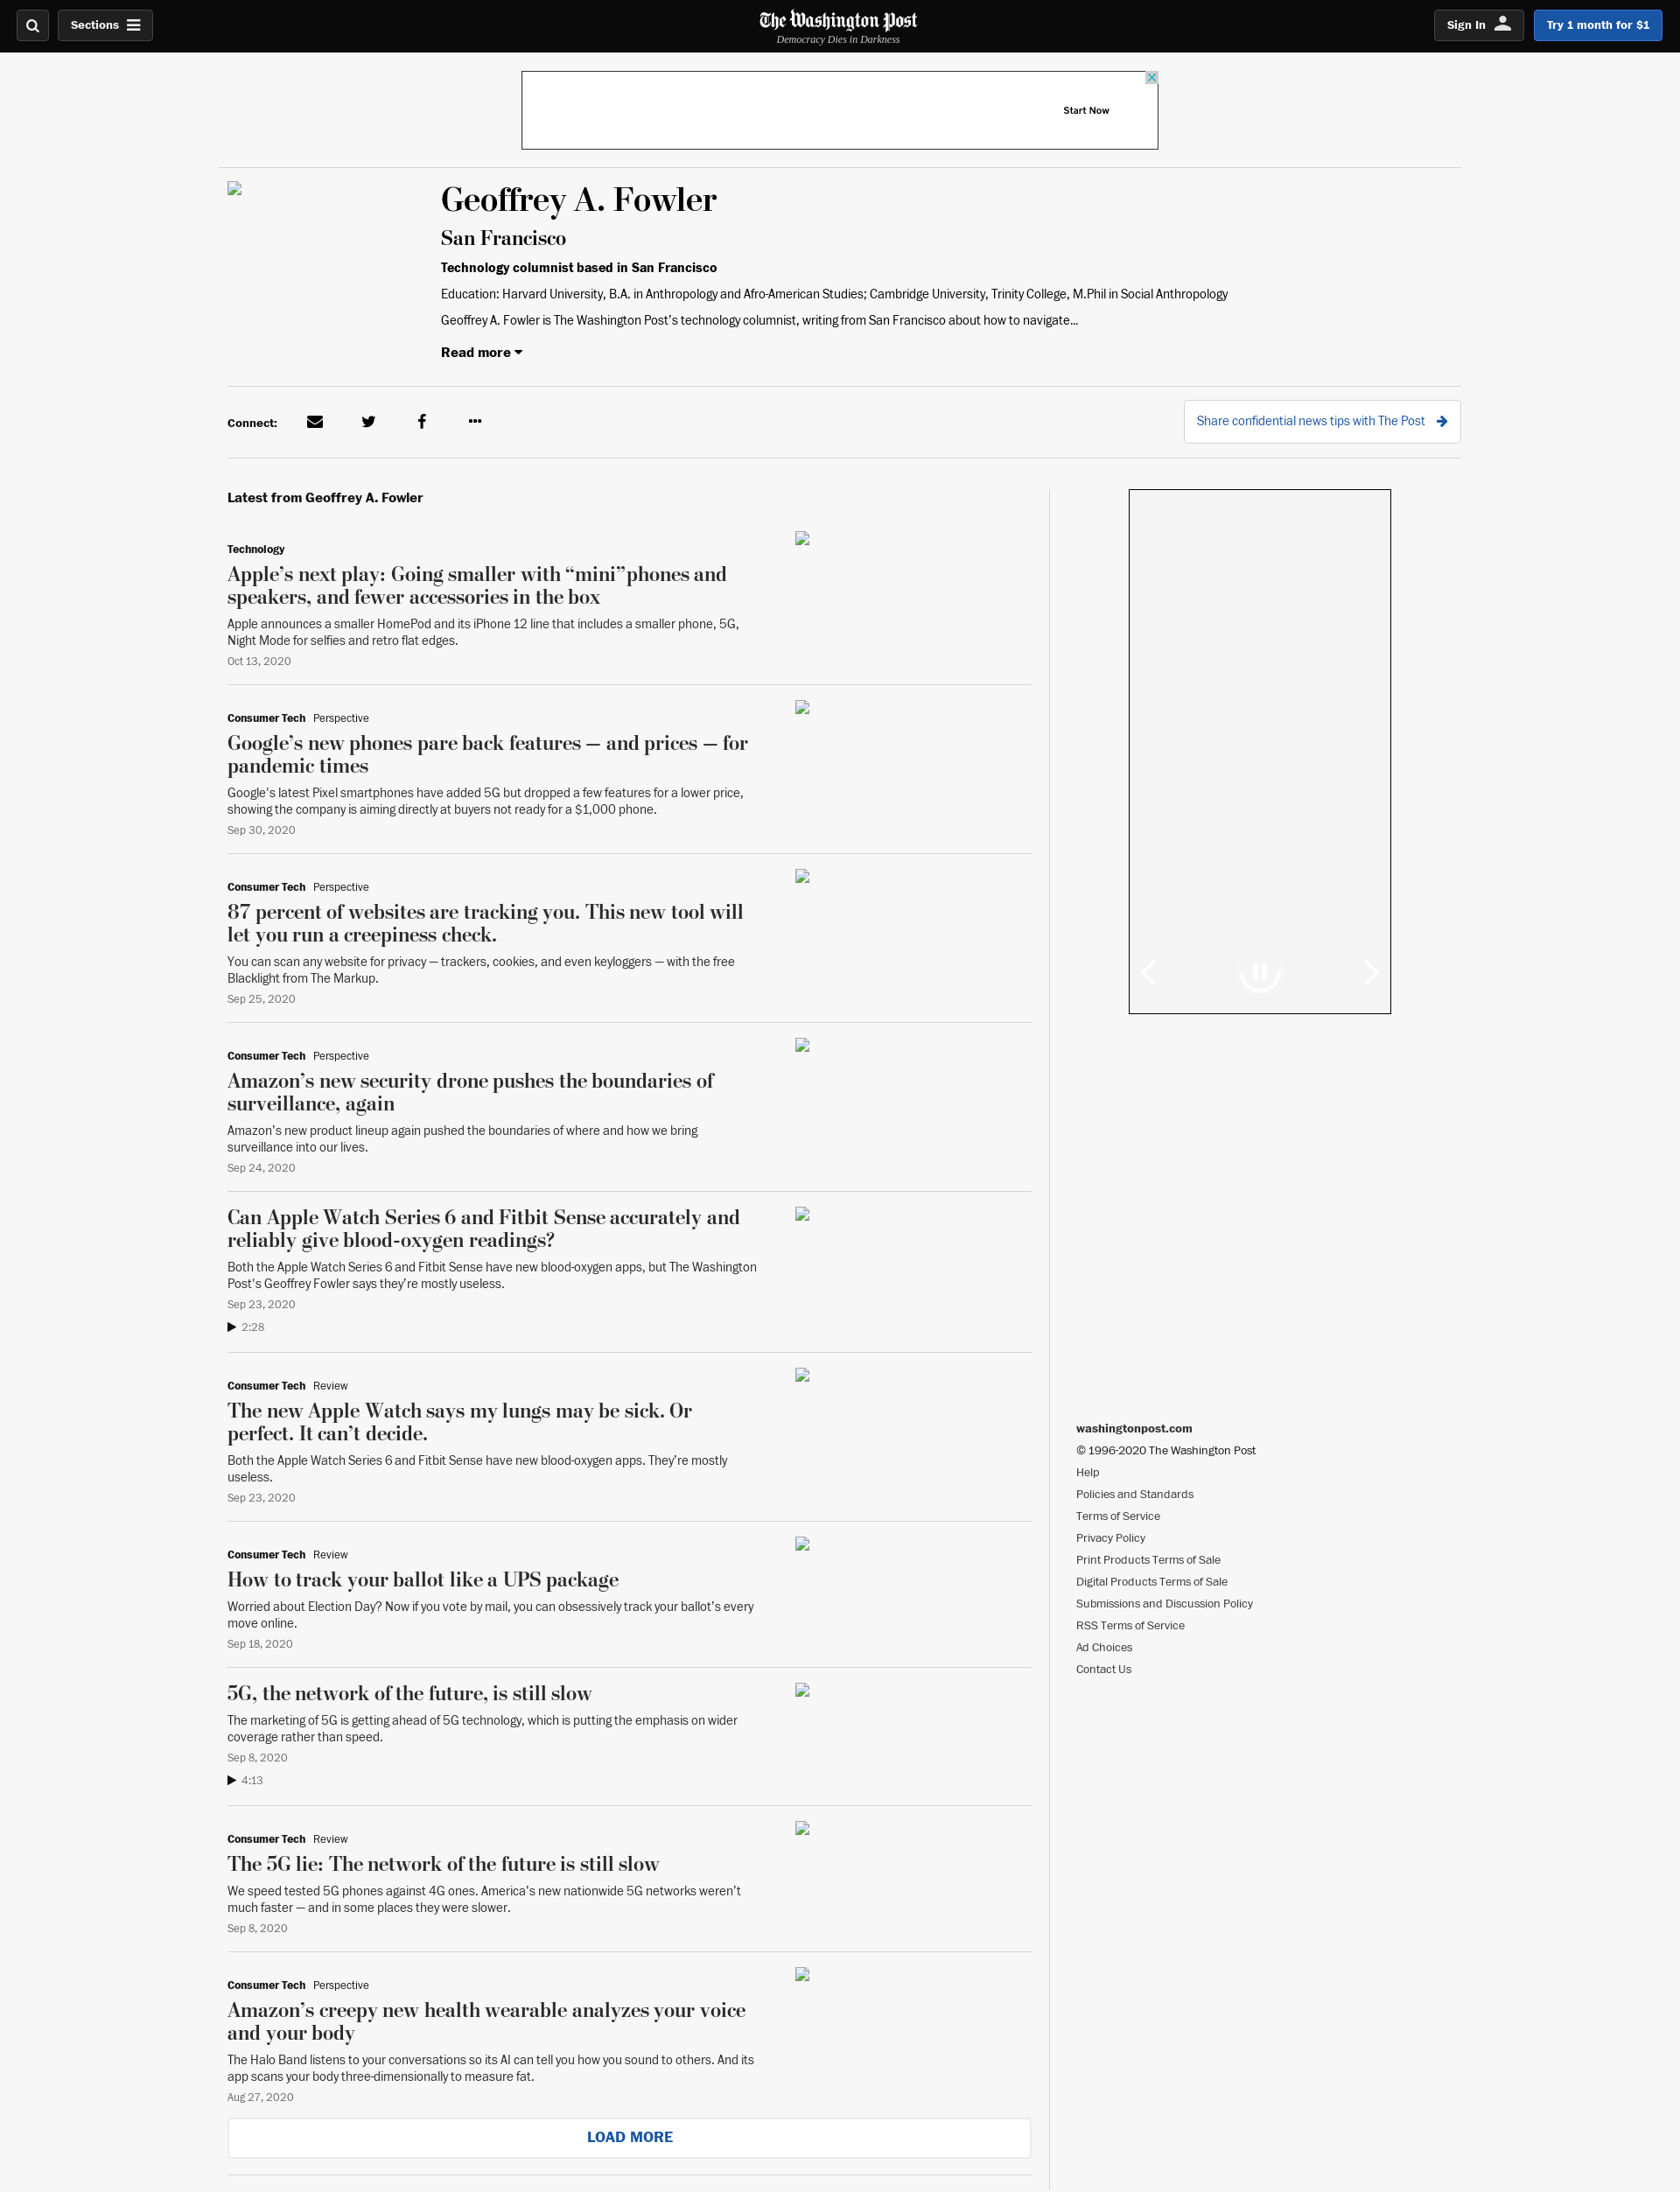 Sections
The Washington Post
Democracy Dies in Darkness
Sign In
Try 1 month for $1
Start Now
Geoffrey A. Fowler
San Francisco
Technology columnist based in San Francisco
Education: Harvard University, B.A. in Anthropology and Afro-American Studies; Cambridge University, Trinity College, M.Phil in Social Anthropology
Geoffrey A. Fowler is The Washington Post’s technology columnist, writing from San Francisco about how to navigate...
Read more
Connect:
Share confidential news tips with The Post
Latest from Geoffrey A. Fowler
Technology
Apple’s next play: Going smaller with “mini”phones and
speakers, and fewer accessories in the box
Apple announces a smaller HomePod and its iPhone 12 line that includes a smaller phone, 5G,
Night Mode for selfies and retro flat edges.
Oct 13, 2020
Consumer Tech Perspective
Google’s new phones pare back features — and prices — for
pandemic times
Google's latest Pixel smartphones have added 5G but dropped a few features for a lower price,
showing the company is aiming directly at buyers not ready for a $1,000 phone.
Sep 30, 2020
Consumer Tech Perspective
87 percent of websites are tracking you. This new tool will
let you run a creepiness check.
You can scan any website for privacy — trackers, cookies, and even keyloggers — with the free
Blacklight from The Markup.
Sep 25, 2020
Consumer Tech Perspective
Amazon’s new security drone pushes the boundaries of
surveillance, again
Amazon’s new product lineup again pushed the boundaries of where and how we bring
surveillance into our lives.
Sep 24, 2020
Can Apple Watch Series 6 and Fitbit Sense accurately and
reliably give blood-oxygen readings?
Both the Apple Watch Series 6 and Fitbit Sense have new blood-oxygen apps, but The Washington
Post's Geoffrey Fowler says they’re mostly useless.
Sep 23, 2020
2:28
Consumer Tech Review
The new Apple Watch says my lungs may be sick. Or
perfect. It can’t decide.
Both the Apple Watch Series 6 and Fitbit Sense have new blood-oxygen apps. They’re mostly
useless.
Sep 23, 2020
Consumer Tech Review
How to track your ballot like a UPS package
Worried about Election Day? Now if you vote by mail, you can obsessively track your ballot’s every
move online.
Sep 18, 2020
5G, the network of the future, is still slow
The marketing of 5G is getting ahead of 5G technology, which is putting the emphasis on wider
coverage rather than speed.
Sep 8, 2020
4:13
Consumer Tech Review
The 5G lie: The network of the future is still slow
We speed tested 5G phones against 4G ones. America’s new nationwide 5G networks weren’t
much faster — and in some places they were slower.
Sep 8, 2020
Consumer Tech Perspective
Amazon’s creepy new health wearable analyzes your voice
and your body
The Halo Band listens to your conversations so its AI can tell you how you sound to others. And its
app scans your body three-dimensionally to measure fat.
Aug 27, 2020
LOAD MORE
washingtonpost.com
© 1996-2020 The Washington Post
Help
Policies and Standards
Terms of Service
Privacy Policy
Print Products Terms of Sale
Digital Products Terms of Sale
Submissions and Discussion Policy
RSS Terms of Service
Ad Choices
Contact Us